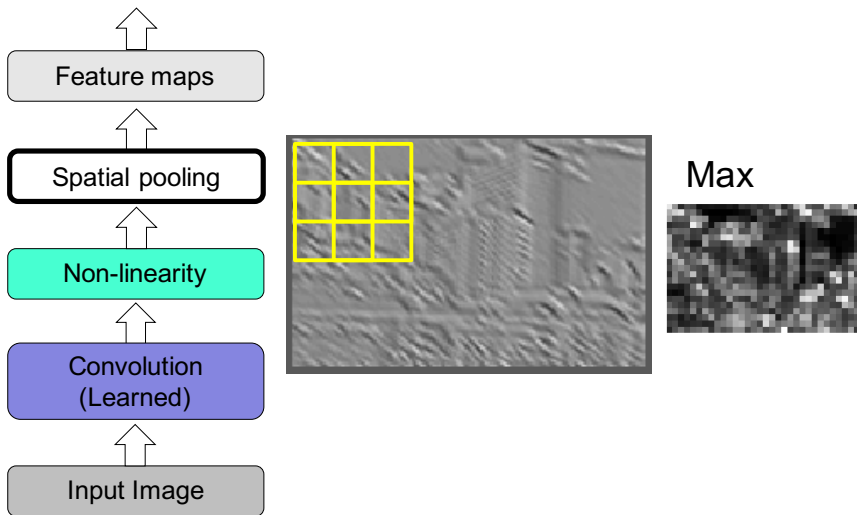 Feature maps
Spatial pooling
Max
Non-linearity
Convolution
(Learned)
Input Image